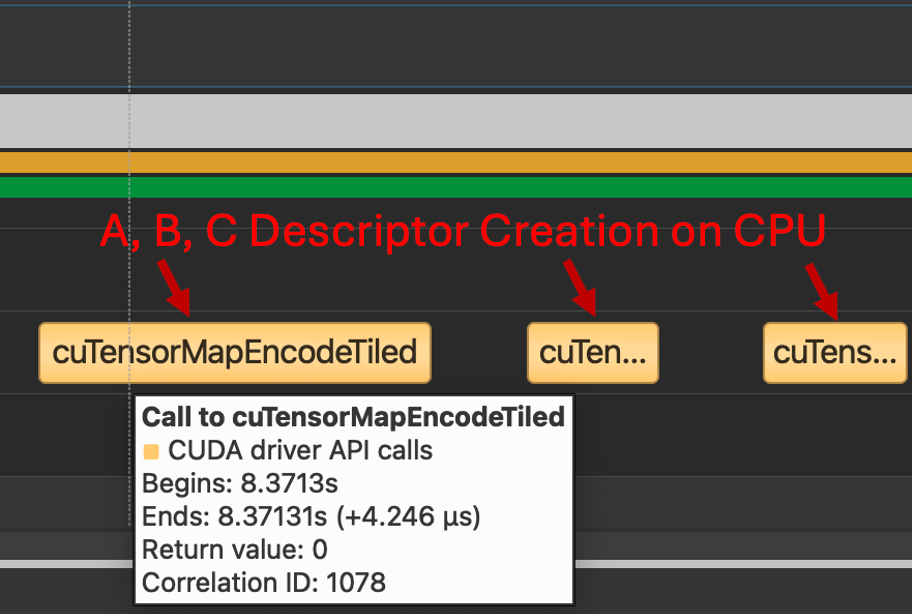 A, B, C Descriptor Creation on CPU
cuTensorMapEncodeTiled
cuTen...
cuTens...
Call to cuTensorMapEncodeTiled
CUDA driver API calls
Begins: 8.3713s
Ends: 8.37131s (+4.246 μs)
Return value: 0
Correlation ID: 1078